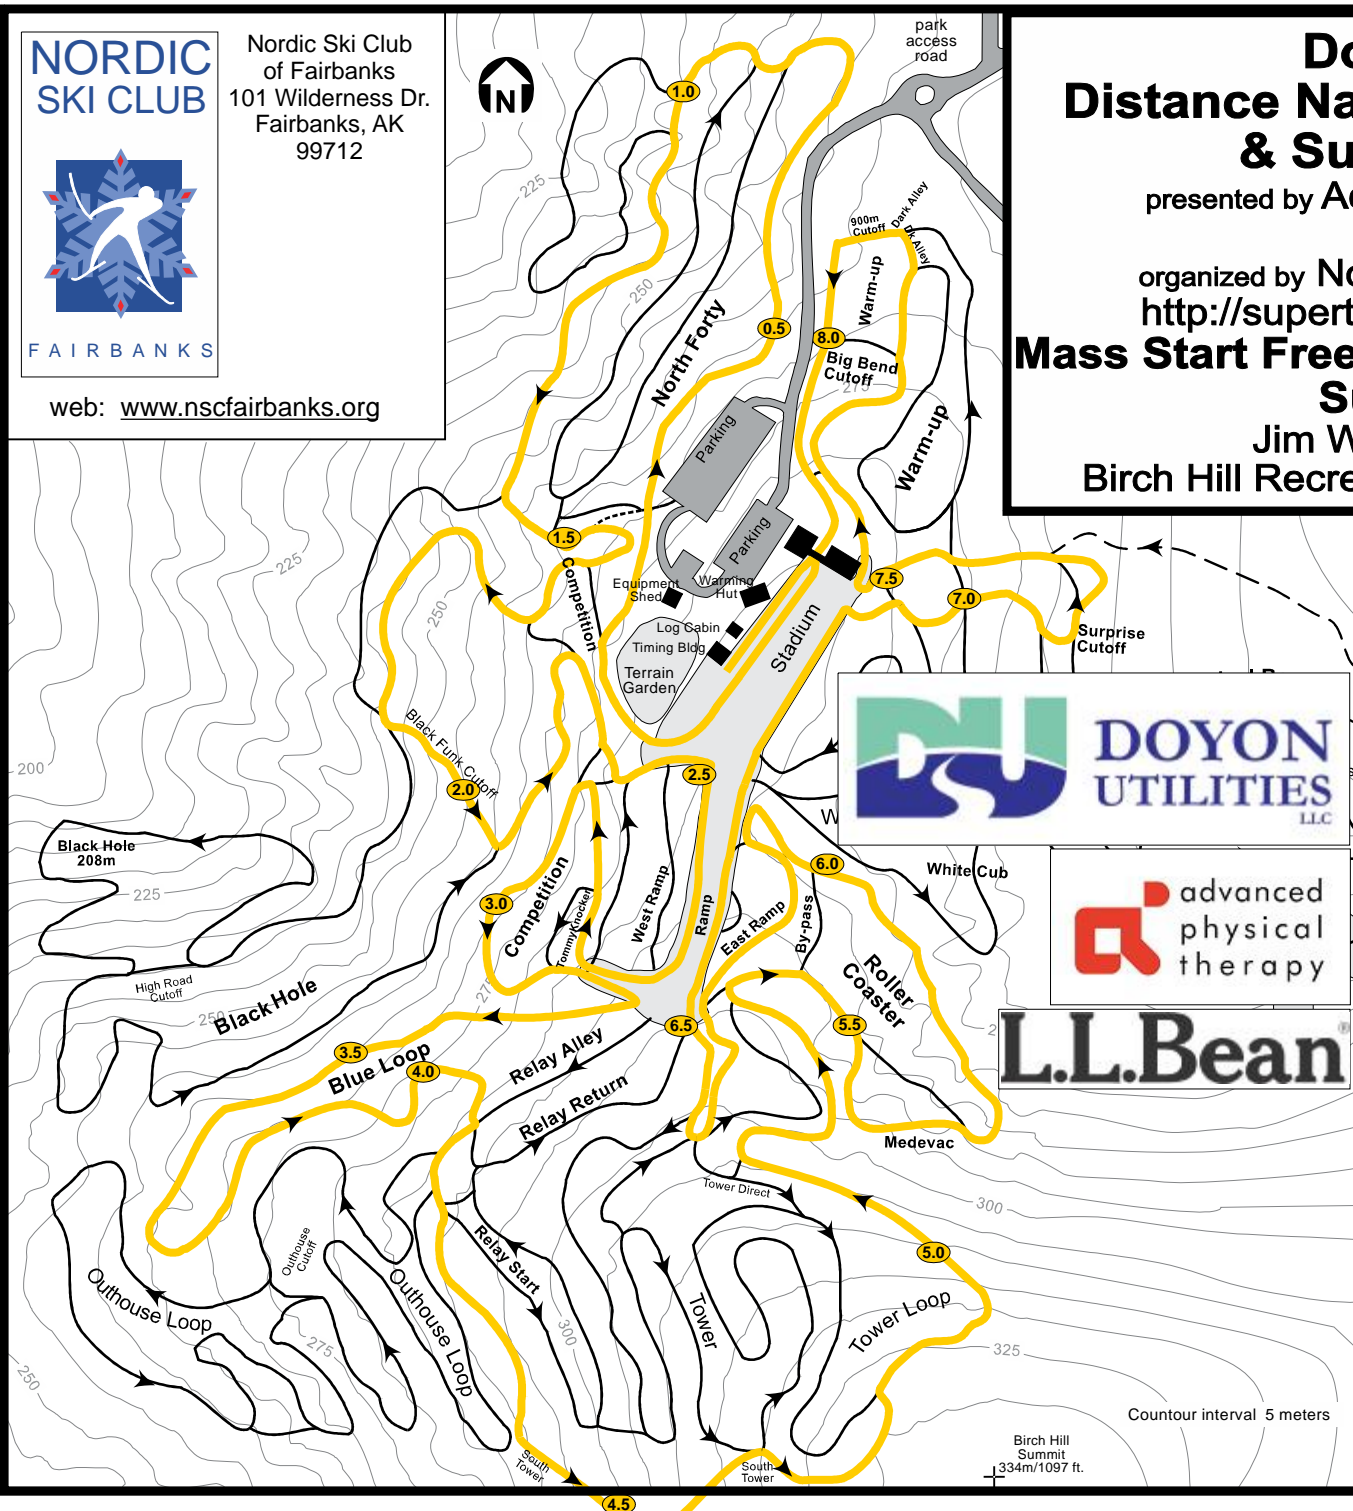 NORDIC
SKI CLUB
FAIRBANKS
Nordic Ski Club
of Fairbanks
101 Wilderness Dr.
Fairbanks, AK
99712
web: www.nscfairbanks.org
N
park
access
road
Distance
presented by
organized by
Mass Start
Birch Hill
1.0
225
250
North Forty
0.5
900m
Cutoff
Dark Alley
Dk Alley
Warm-up
8.0
Big Bend
Cutoff
275
Warm-up
Parking
Parking
1.5
Competition
Equipment
Shed
Warming
Hut
Log Cabin
Timing Bldg
Terrain
Garden
Stadium
7.5
7.0
Surprise
Cutoff
225
250
200
Black Funk Cutoff
2.0
2.5
DU
DOYON
UTILITIES
LLC
W
6.0
White Cub
Black Hole
208m
225
3.0
Competition
TommyKnocker
West Ramp
Ramp
East Ramp
By-pass
Roller
Coaster
advanced
physical
therapy
High Road
Cutoff
250
Black Hole
275
3.5
Blue Loop
4.0
Relay Alley
Relay Return
6.5
5.5
L.L.Bean®
Medevac
Tower Direct
300
5.0
Outhouse
Cutoff
Outhouse Loop
Outhouse Loop
Relay Start
Tower
Tower Loop
275
300
325
250
South
Tower
South
Tower
4.5
Countour interval 5 meters
Birch Hill
Summit
334m/1097 ft.